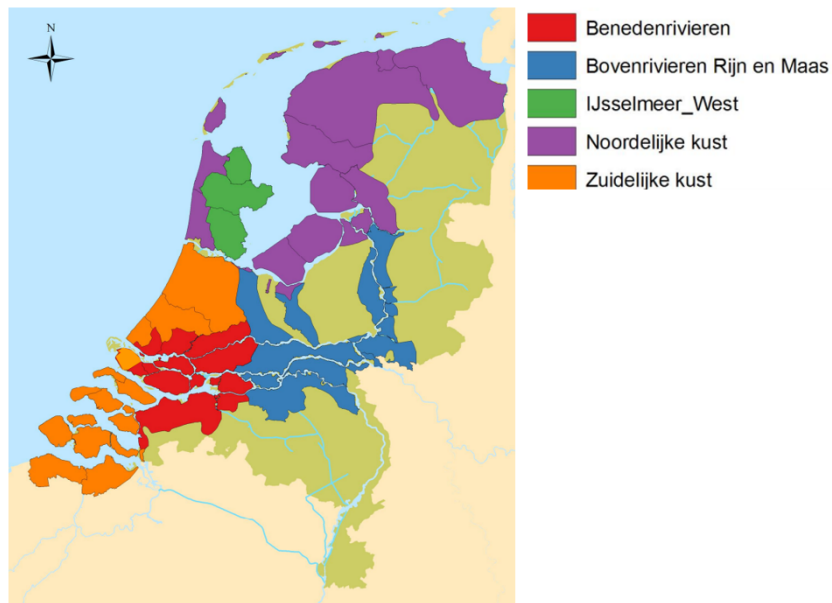 N
Benedenrivieren
Bovenrivieren Rijn en Maas
IJsselmeer_West
Noordelijke kust
Zuidelijke kust